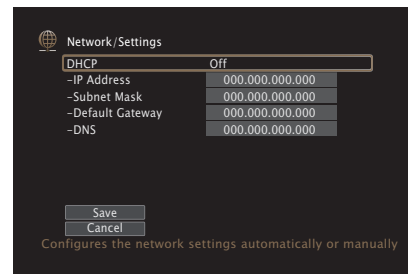 Network/Settings
DHCP Off
-IP Address 000.000.000.000
-Subnet Mask 000.000.000.000
-Default Gateway 000.000.000.000
-DNS 000.000.000.000
Save
Cancel
Configures the network settings automatically or manually